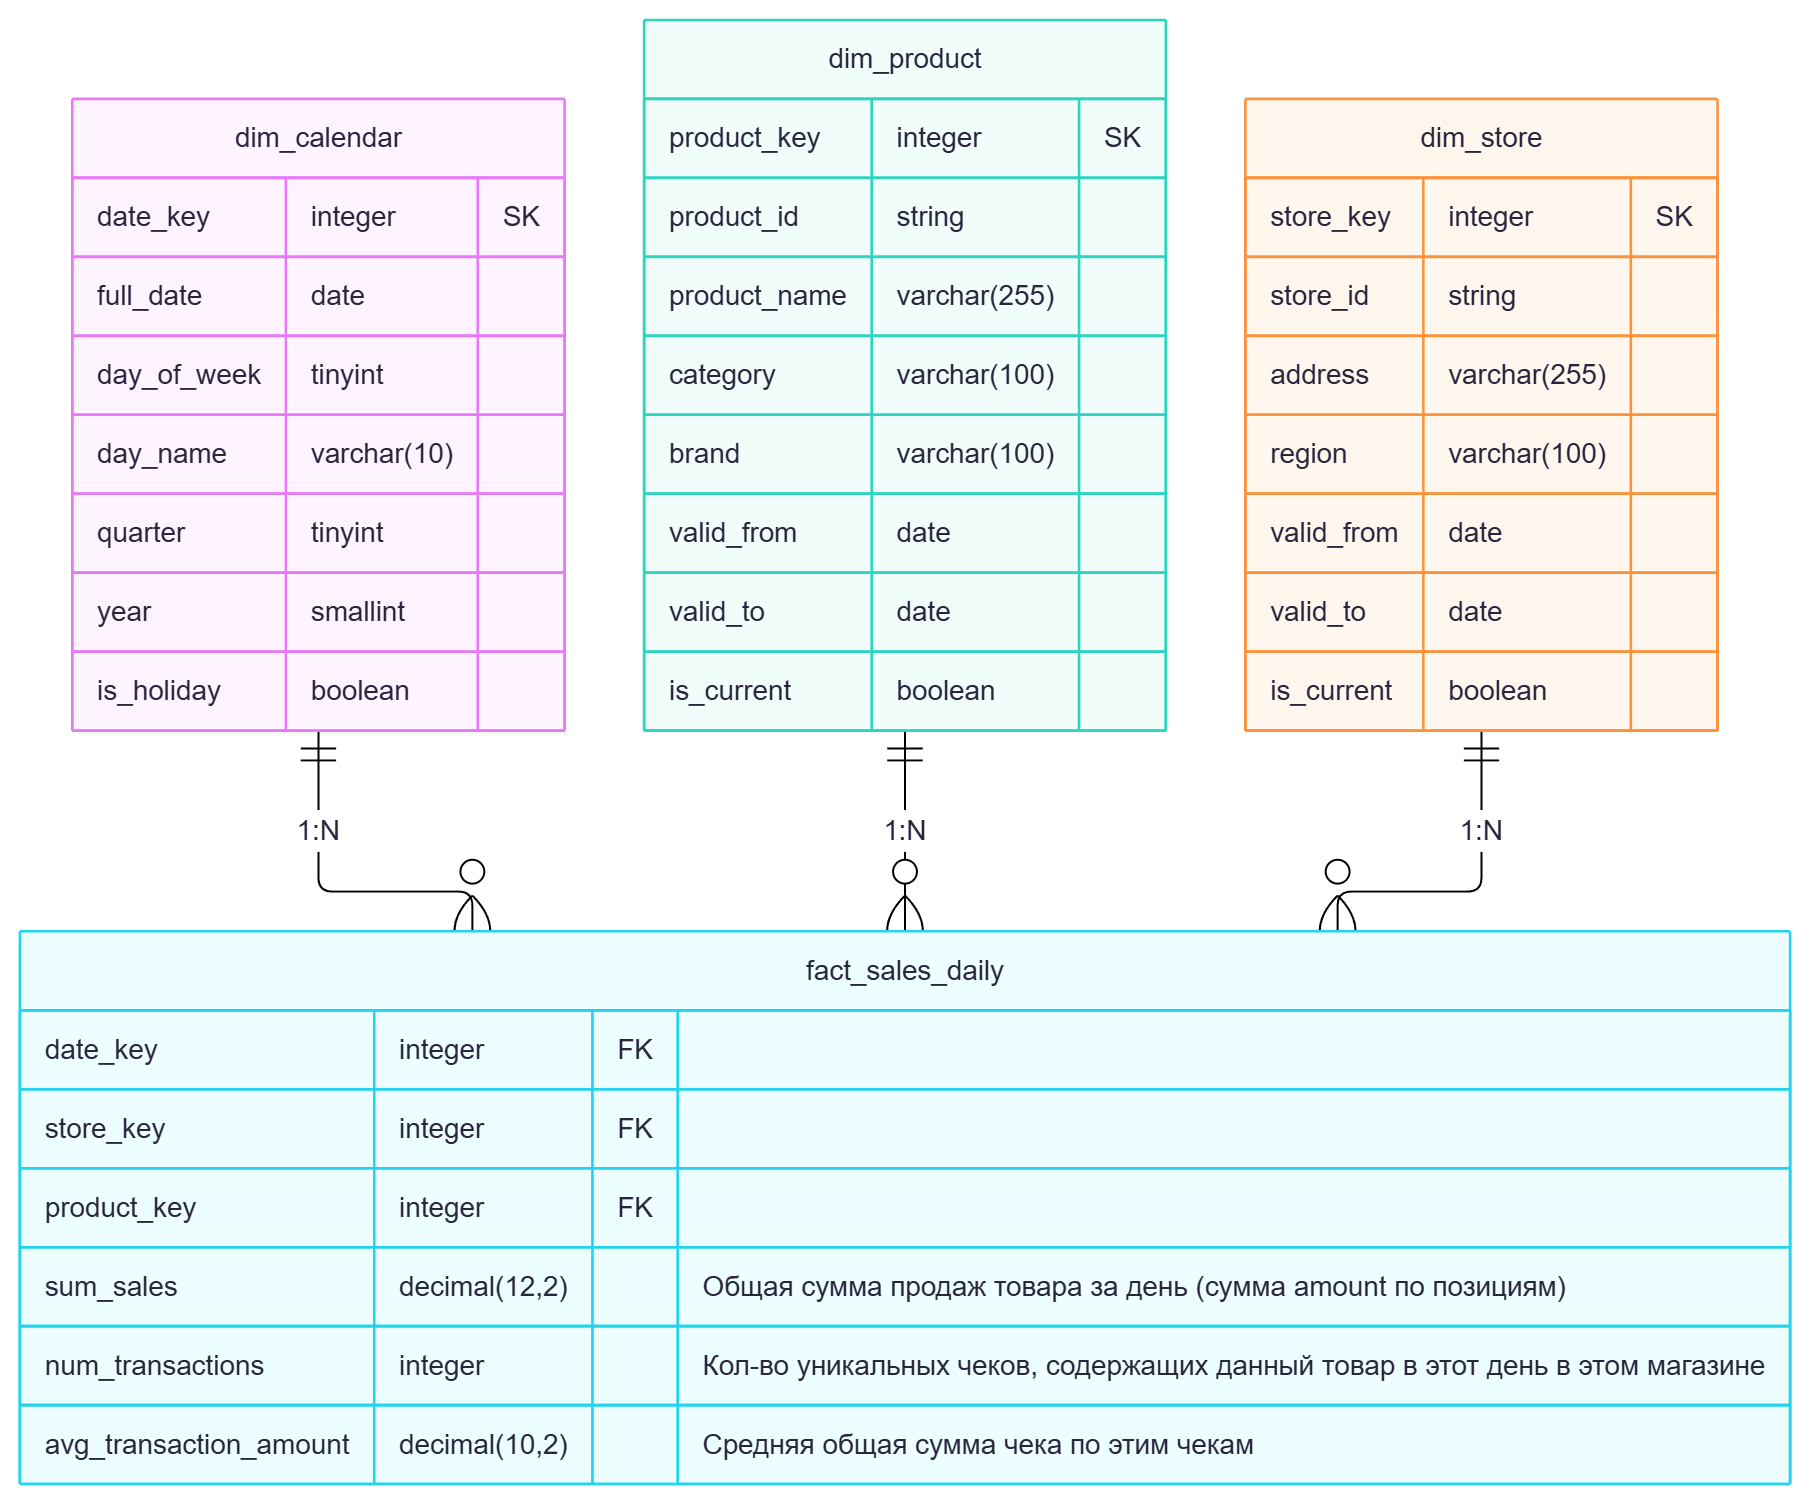 dim_calendar
date_key integer SK
full_date date
day_of_week tinyint
day_name varchar(10)
quarter tinyint
year smallint
is_holiday boolean
dim_product
product_key integer SK
product_id string
product_name varchar(255)
category varchar(100)
brand varchar(100)
valid_from date
valid_to date
is_current boolean
dim_store
store_key integer SK
store_id string
address varchar(255)
region varchar(100)
valid_from date
valid_to date
is_current boolean
1:N
1:N
1:N
fact_sales_daily
date_key integer FK
store_key integer FK
product_key integer FK
sum_sales decimal(12,2) Общая сумма продаж товара за день (сумма amount по позициям)
num_transactions integer Кол-во уникальных чеков, содержащих данный товар в этот день в этом магазине
avg_transaction_amount decimal(10,2) Средняя общая сумма чека по этим чекам